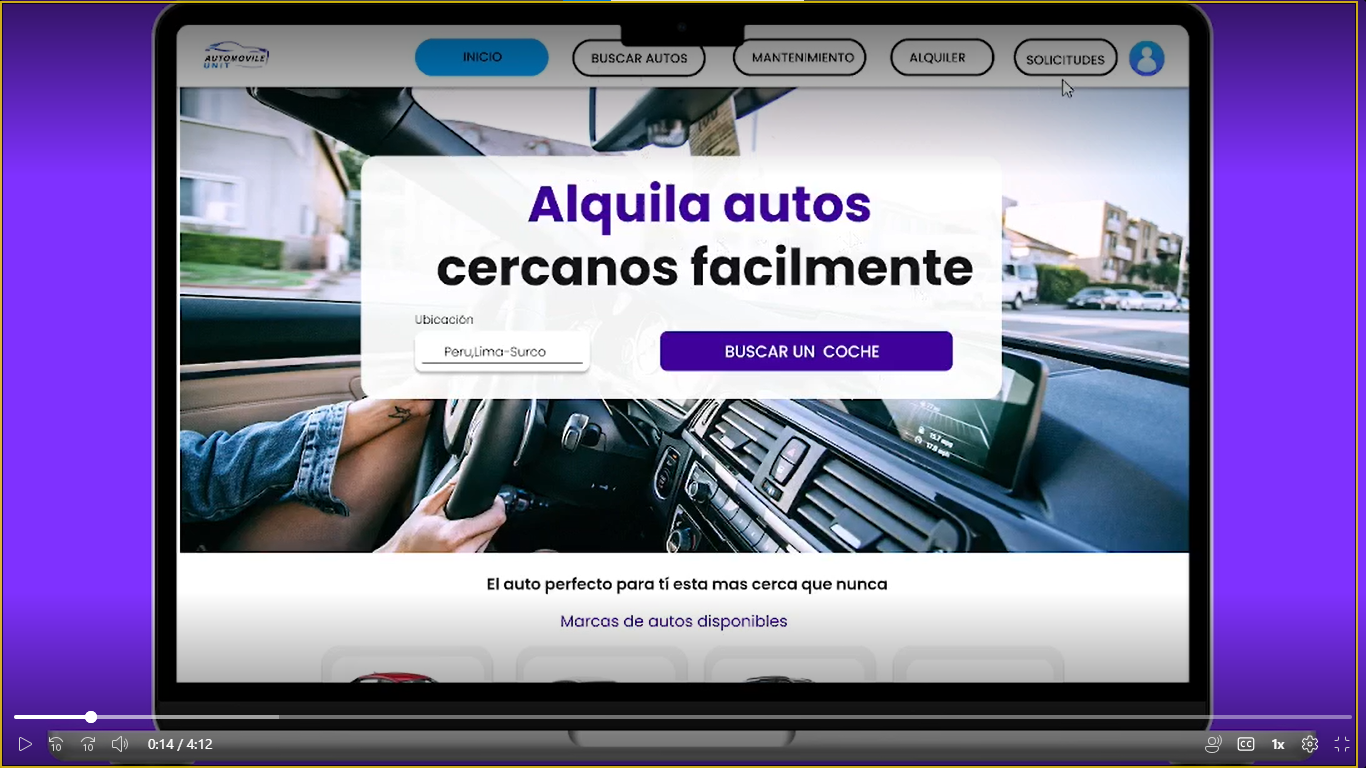 AUTOMOVILE
UNIT
INICIO
BUSCAR AUTOS
MANTENIMIENTO
ALQUILER
SOLICITUDES
Alquila autos
cercanos facilmente
Ubicación
Peru,Lima-Surco
BUSCAR UN COCHE
El auto perfecto para tí esta mas cerca que nunca
Marcas de autos disponibles
10
10
0:14 / 4:12
CC
1x